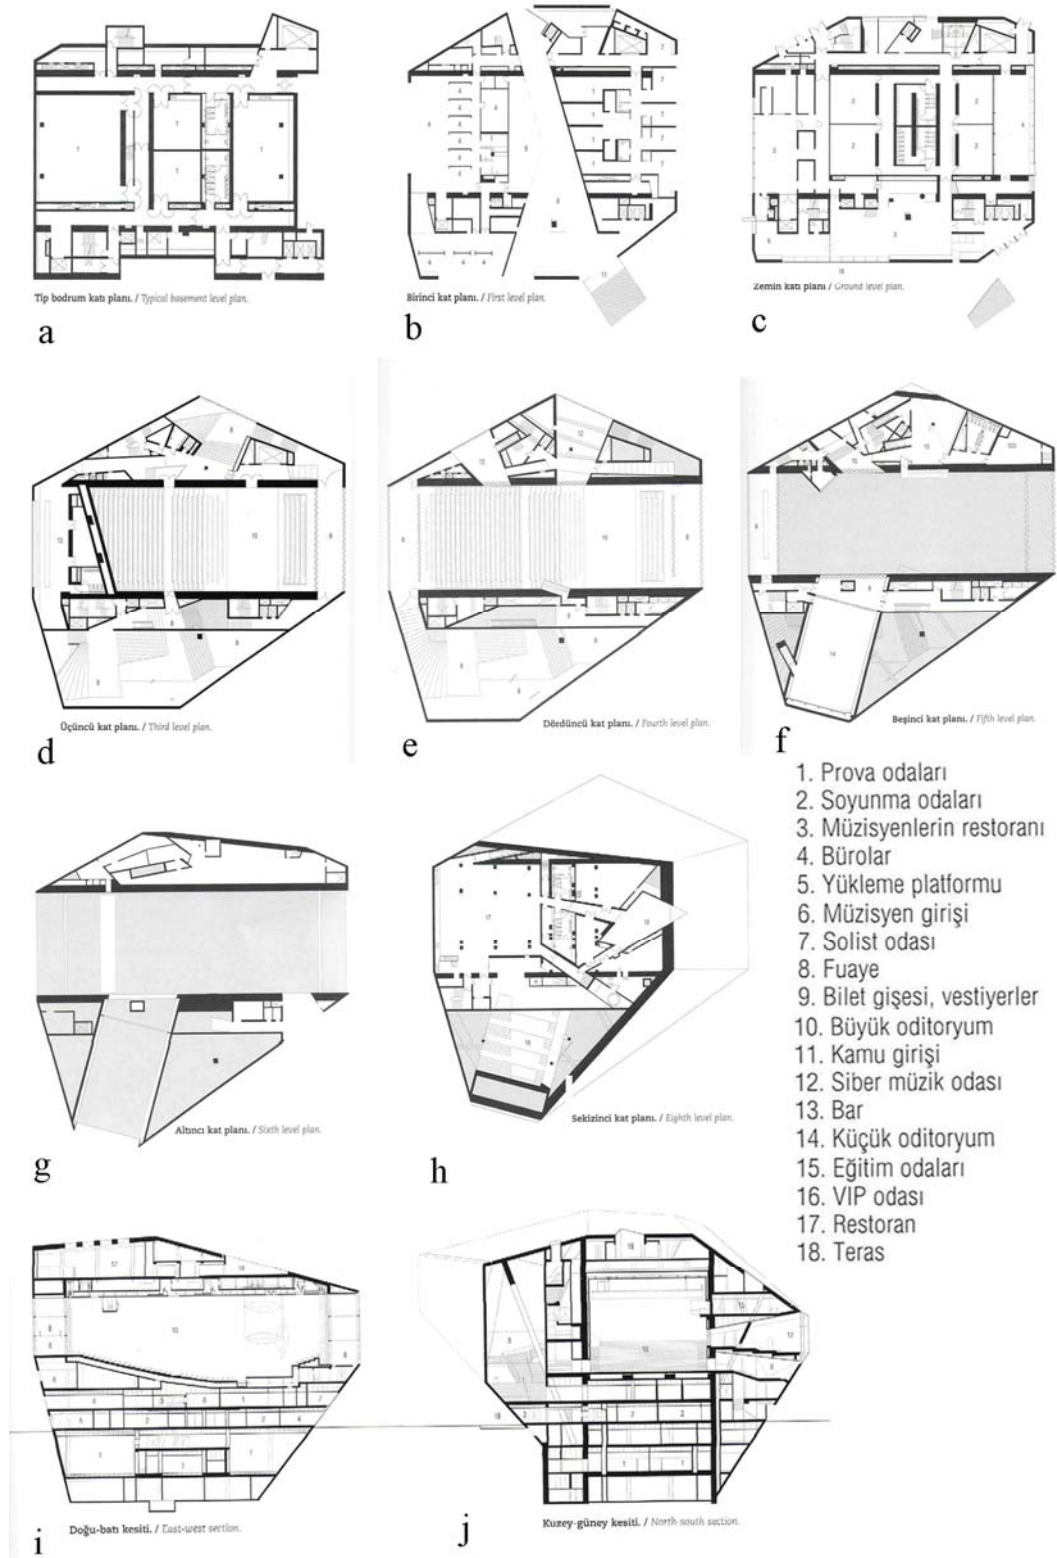 Tip bodrum katı planı. / Typical basement level plan.
a
Birinci kat planı. / First level plan.
b
Zemin katı planı / Ground level plan.
c
Üçüncü kat planı. / Third level plan.
d
Dördüncü kat planı. / Fourth level plan.
e
Beşinci kat planı. / Fifth level plan.
f
1. Prova odaları
2. Soyunma odaları
3. Müzisyenlerin restoranı
4. Bürolar
5. Yükleme platformu
6. Müzisyen girişi
7. Solist odası
8. Fuaye
9. Bilet gişesi, vestiyerler
10. Büyük oditoryum
11. Kamu girişi
12. Siber müzik odası
13. Bar
14. Küçük oditoryum
15. Eğitim odaları
16. VIP odası
17. Restoran
18. Teras
Altıncı kat planı. / Sixth level plan.
g
Sekizinci kat planı. / Eighth level plan.
h
Doğu-batı kesiti. / East-west section.
i
Kuzey-güney kesiti. / North-south section.
j